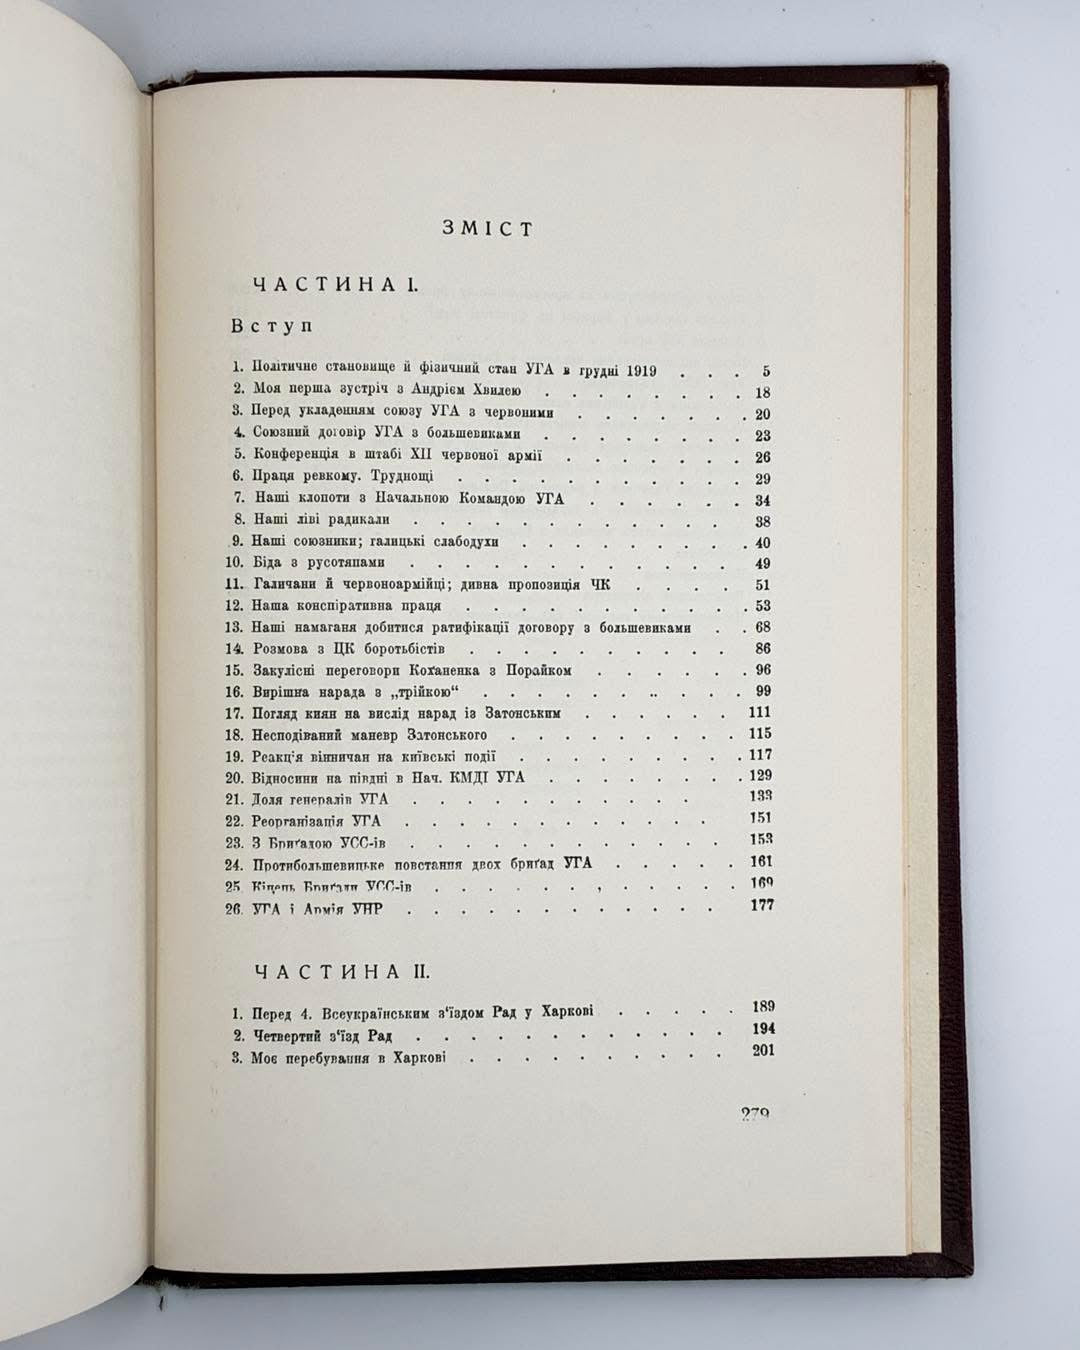 ЗМІСТ
ЧАСТИНА I.
Вступ
1. Політичне становище й фізичний стан УГА в грудні 1919 . . . 5
2. Моя перша зустріч з Андрієм Хвилею . . . . . . . . 18
3. Перед укладенням союзу УГА з червоними . . . . . . . 20
4. Союзний договір УГА з большевиками . . . . . . . . 23
5. Конференція в штабі XII червоної армії . . . . . . . 26
6. Праця ревкому. Труднощі . . . . . . . . . . . 29
7. Наші клопоти з Начальною Командою УГА . . . . . . 34
8. Наші ліві радикали . . . . . . . . . . . . 38
9. Наші союзники; галицькі слабодухи . . . . . . . . . 40
10. Біда з русотяпами . . . . . . . . . . . . 49
11. Галичани й червоноармійці; дивна пропозиція ЧК . . . . 51
12. Наша конспіративна праця . . . . . . . . . . . 53
13. Наші намаганя добитися ратифікації договору з большевиками . . 68
14. Розмова з ЦК боротьбістів . . . . . . . . . . 86
15. Закулісні переговори Коханенка з Порайком . . . . . . 96
16. Вирішна нарада з „трійкою“ . . . . . . .. . . . 99
17. Погляд киян на вислід нарад із Затонським . . . . . . 111
18. Несподіваний маневр Затонського . . . . . . . . . 115
19. Реакція вінничан на київські події . . . . . . . . . 117
20. Відносини на півдні в Нач. КМДІ УГА . . . . . . . . 129
21. Доля генералів УГА . . . . . . . . . . . 133
22. Реорганізація УГА . . . . . . . . . . . . 151
23. З Бриґадою УСС-ів . . . . . . . . . . . . 153
24. Протибольшевицьке повстання двох бриґад УГА . . . . . 161
25. Кінець Бриґади УСС-ів . . . . . . , . . . . . 169
26. УГА і Армія УНР . . . . . . . . . . . . 177
ЧАСТИНА II.
1. Перед 4. Всеукраїнським з‘їздом Рад у Харкові . . . . . 189
2. Четвертий з‘їзд Рад . . . . . . . . . . . . 194
3. Моє перебування в Харкові . . . . . . . . . . 201
279